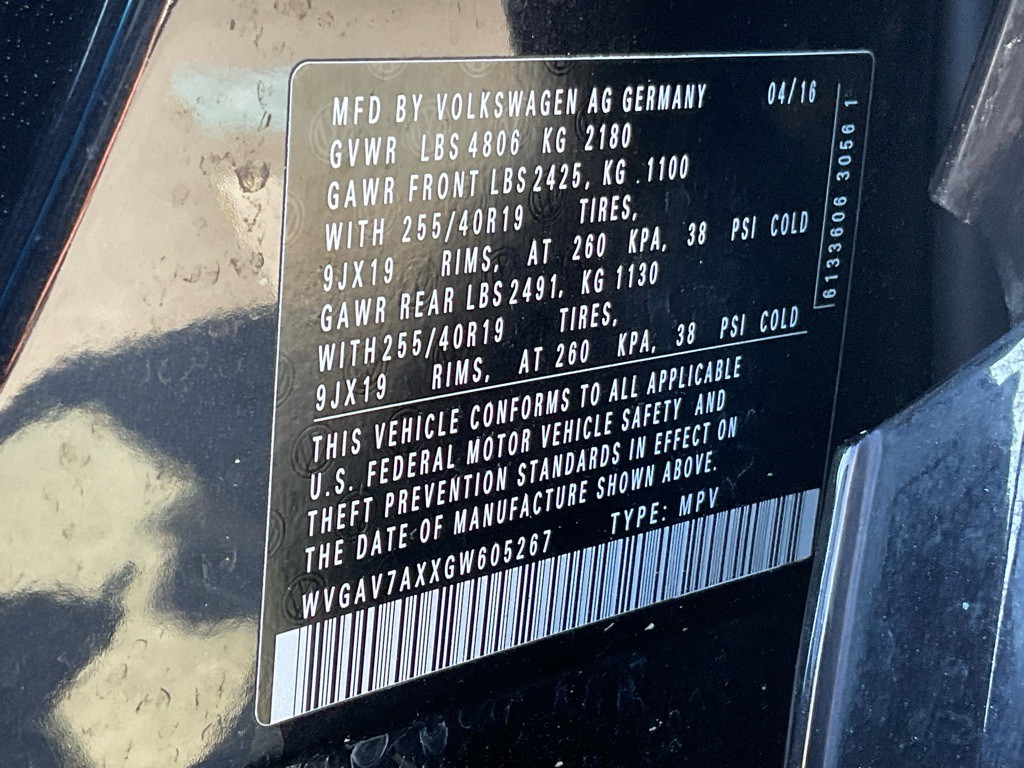 MFD BY VOLKSWAGEN AG GERMANY 04/16
GVWR LBS 4806 KG 2180
GAWR FRONT LBS 2425, KG .1100
WITH 255/40R19 TIRES,
9JX19 RIMS, AT 260 KPA, 38 PSI COLD
GAWR REAR LBS 2491, KG 1130
WITH 255/40R19 TIRES,
9JX19 RIMS, AT 260 KPA, 38 PSI COLD
THIS VEHICLE CONFORMS TO ALL APPLICABLE
U.S. FEDERAL MOTOR VEHICLE SAFETY AND
THEFT PREVENTION STANDARDS IN EFFECT ON
THE DATE OF MANUFACTURE SHOWN ABOVE.
WVGAV7AXXGW605267 TYPE: MPV
6133606 3056 1